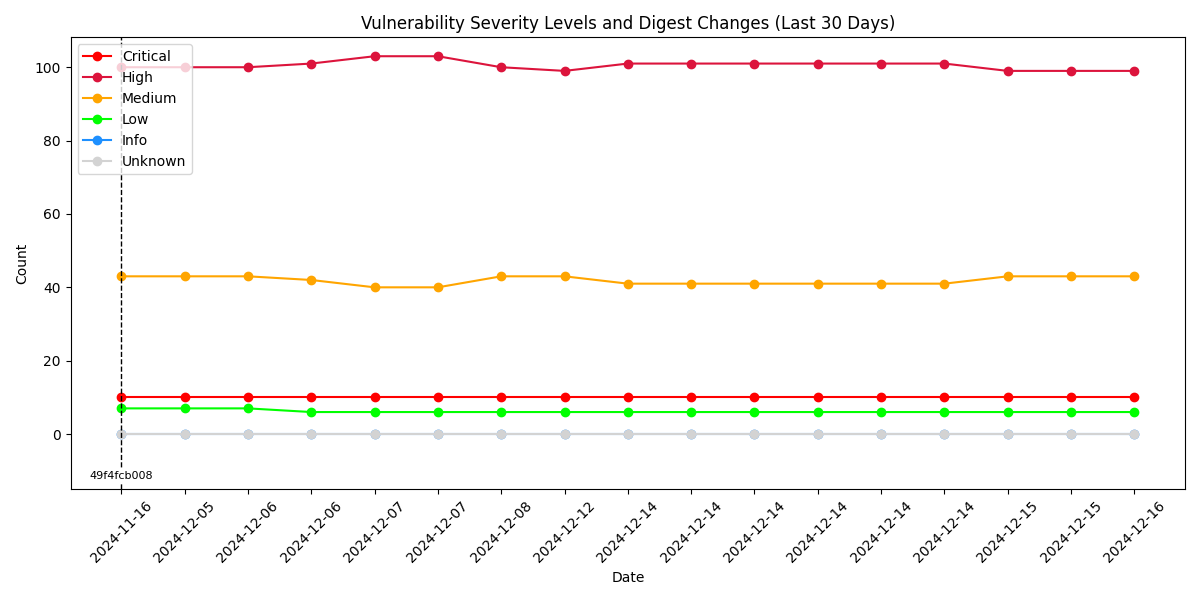 Vulnerability Severity Levels and Digest Changes (Last 30 Days)
Critical
High
Medium
Low
Info
Unknown
Count
100
80
60
40
20
0
49f4fcb008
2024-11-16
2024-12-05
2024-12-06
2024-12-06
2024-12-07
2024-12-07
2024-12-08
2024-12-12
2024-12-14
2024-12-14
2024-12-14
2024-12-14
2024-12-14
2024-12-14
2024-12-15
2024-12-15
2024-12-16
Date